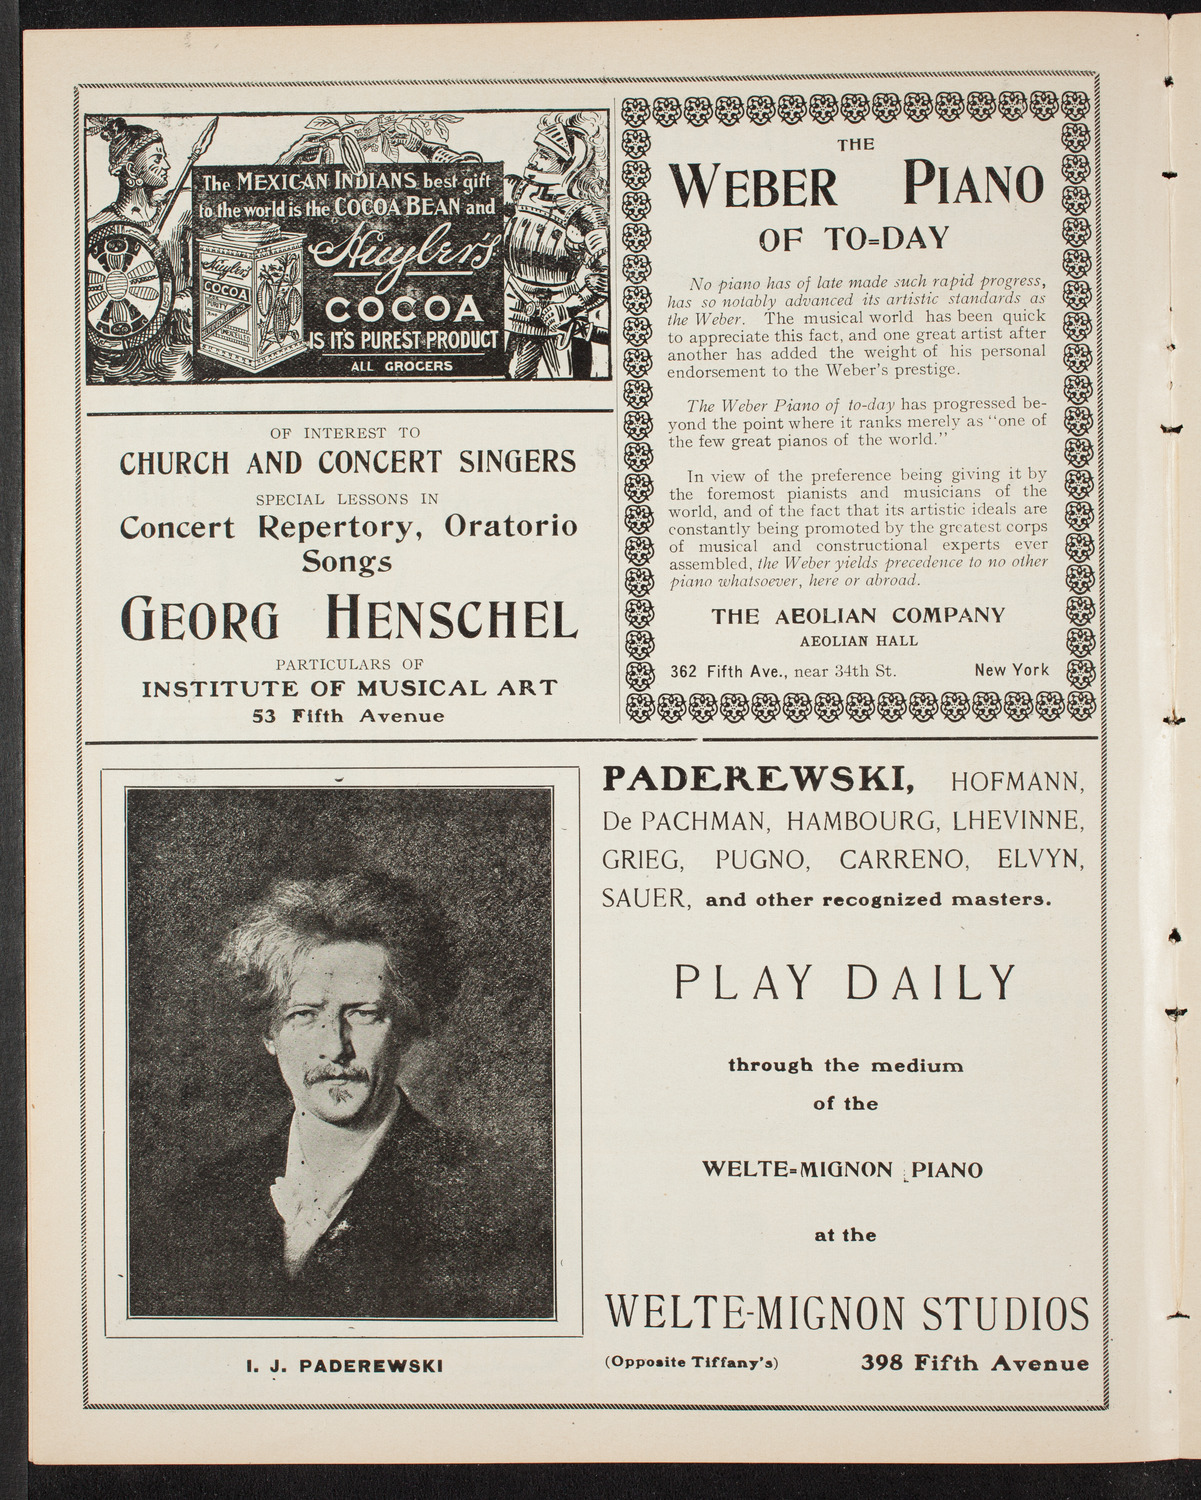 The MEXICAN INDIANS best gift
to the world is the COCOA BEAN and
Huyler's
COCOA
IS ITS PUREST PRODUCT
ALL GROCERS
Huyler's
COCOA
OF INTEREST TO
CHURCH AND CONCERT SINGERS
SPECIAL LESSONS IN
Concert Repertory, Oratorio
Songs
GEORG HENSCHEL
PARTICULARS OF
INSTITUTE OF MUSICAL ART
53 Fifth Avenue
THE
WEBER PIANO
OF TO=DAY
No piano has of late made such rapid progress,
has so notably advanced its artistic standards as
the Weber. The musical world has been quick
to appreciate this fact, and one great artist after
another has added the weight of his personal
endorsement to the Weber's prestige.
The Weber Piano of to-day has progressed be-
yond the point where it ranks merely as "one of
the few great pianos of the world."
In view of the preference being giving it by
the foremost pianists and musicians of the
world, and of the fact that its artistic ideals are
constantly being promoted by the greatest corps
of musical and constructional experts ever
assembled, the Weber yields precedence to no other
piano whatsoever, here or abroad.
THE AEOLIAN COMPANY
AEOLIAN HALL
362 Fifth Ave., near 34th St. New York
I. J. PADEREWSKI
PADEREWSKI, HOFMANN,
De PACHMAN, HAMBOURG, LHEVINNE,
GRIEG, PUGNO, CARRENO, ELVYN,
SAUER, and other recognized masters.
PLAY DAILY
through the medium
of the
WELTE=MIGNON PIANO
at the
WELTE-MIGNON STUDIOS
(Opposite Tiffany's) 398 Fifth Avenue